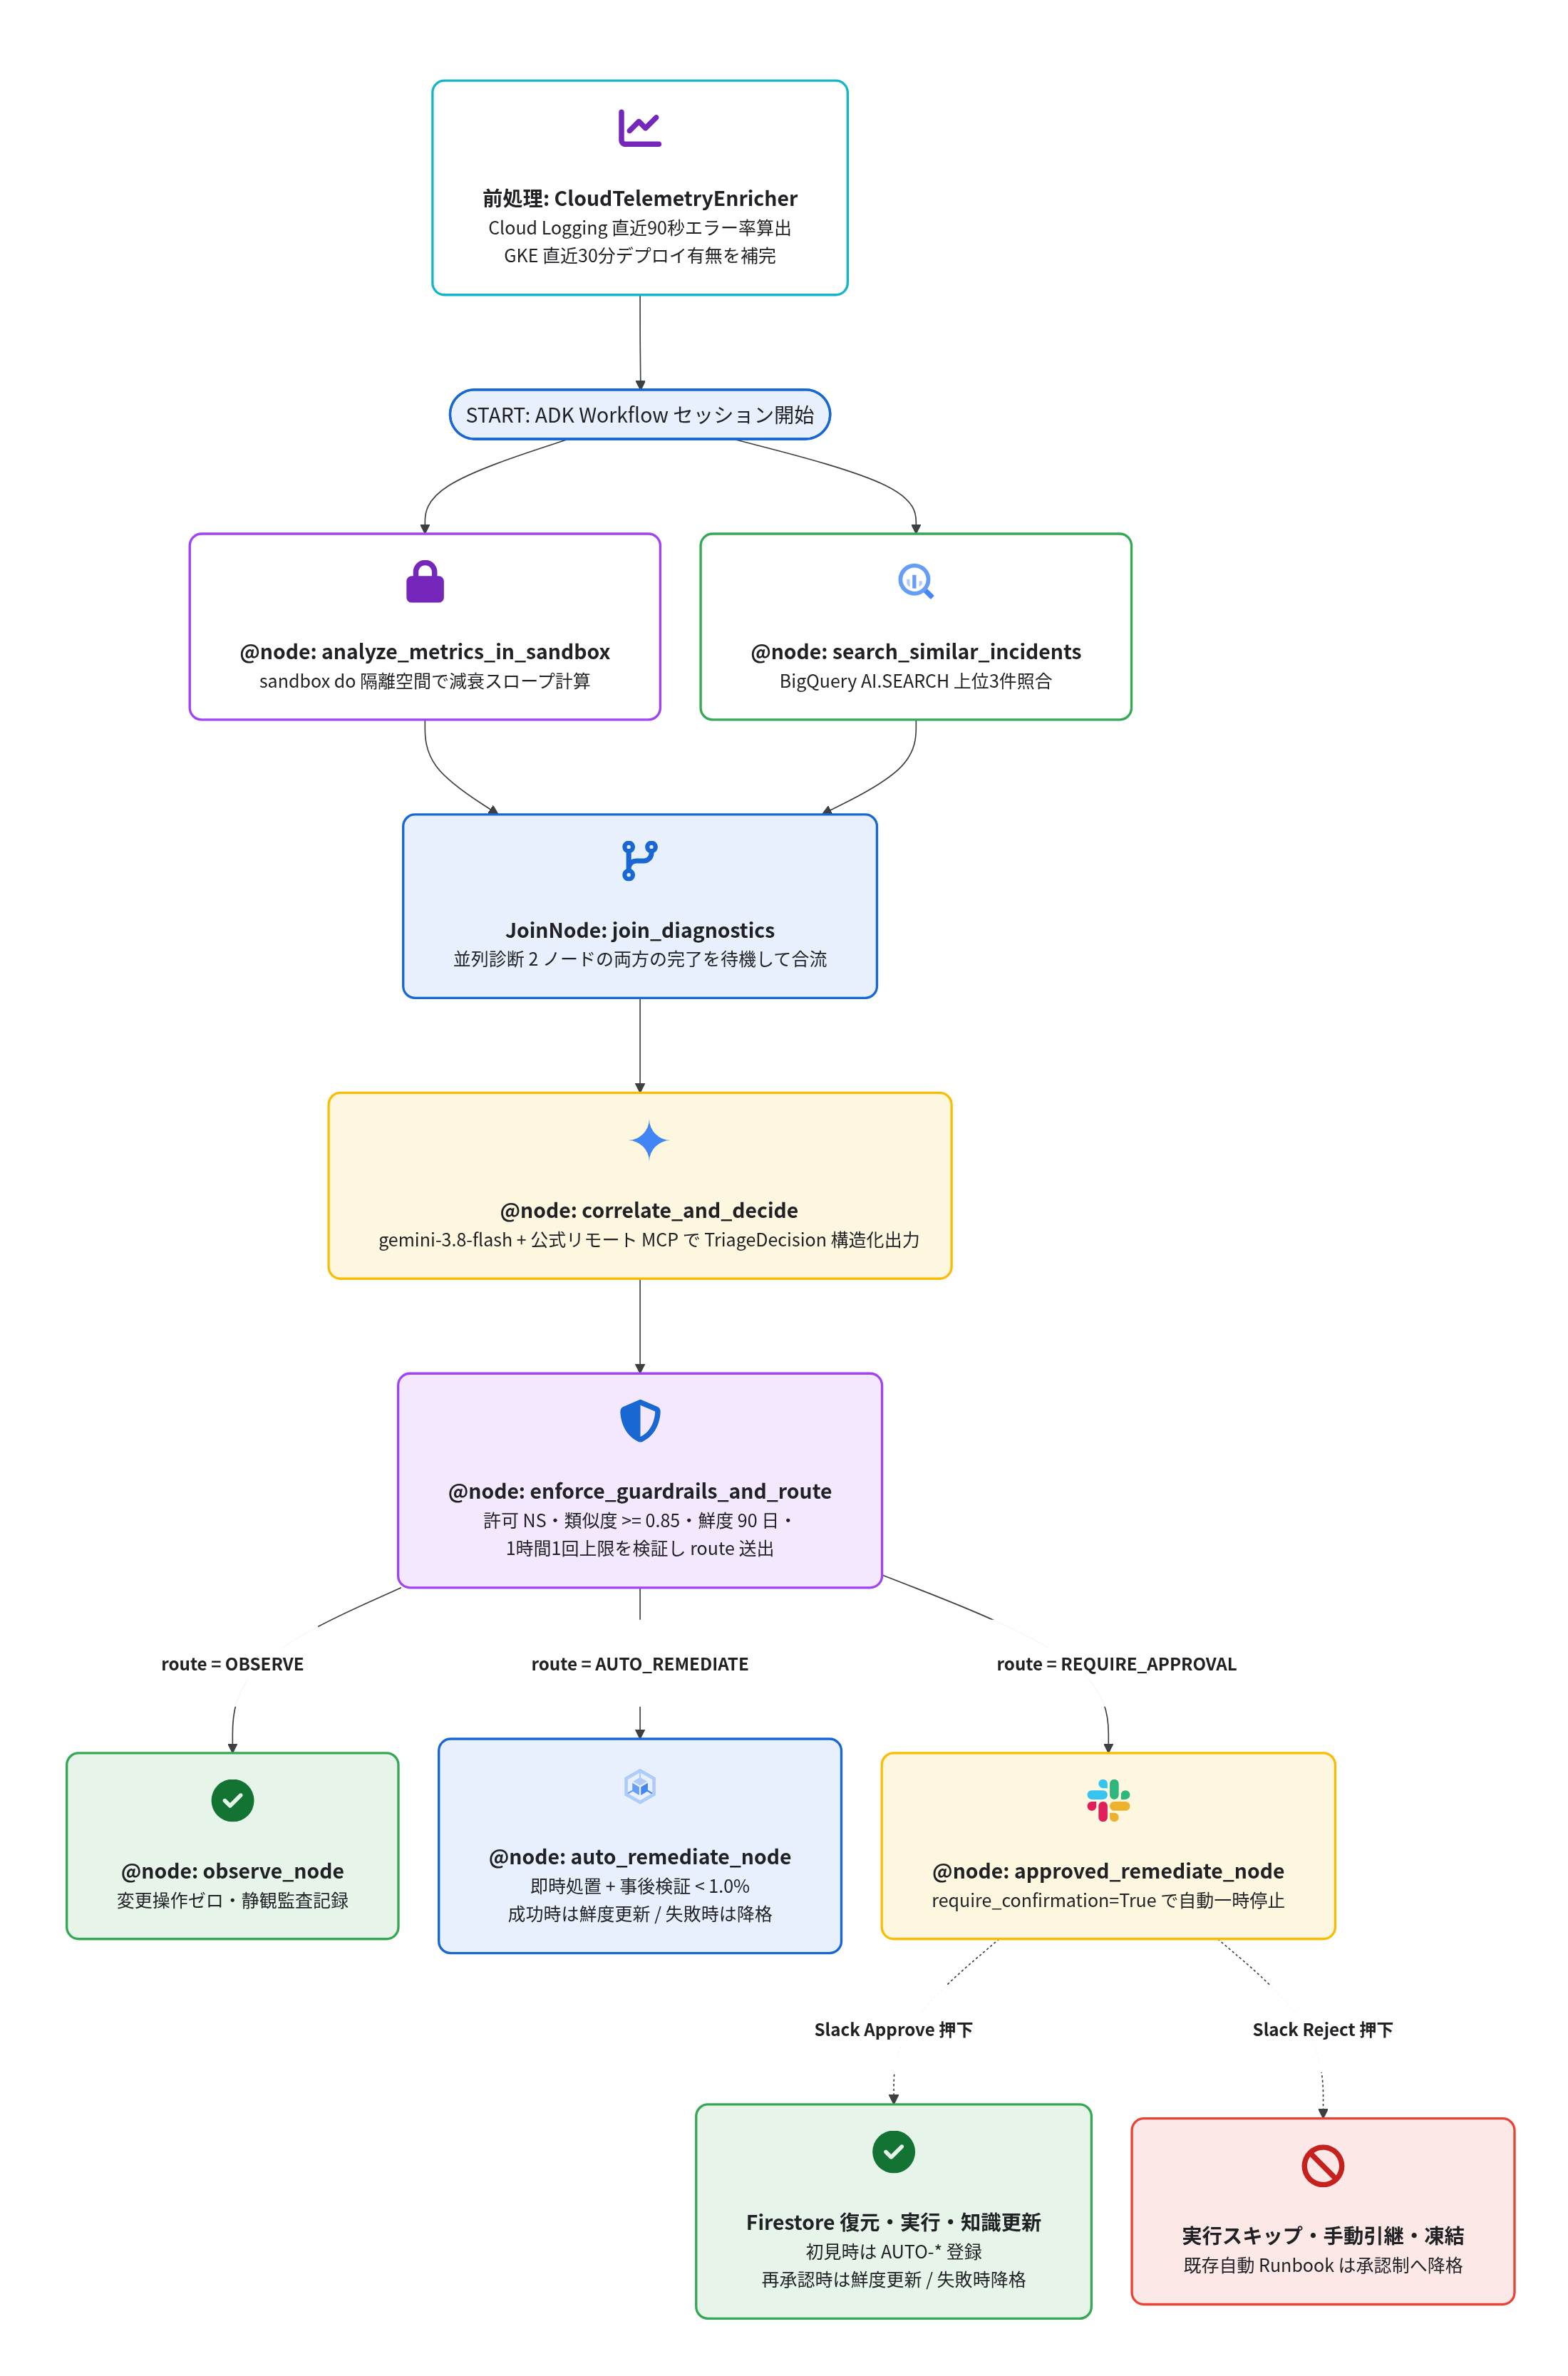 前処理: CloudTelemetryEnricher
Cloud Logging 直近90秒エラー率算出
GKE 直近30分デプロイ有無を補完
START: ADK Workflow セッション開始
@node: analyze_metrics_in_sandbox
sandbox do 隔離空間で減衰スロープ計算
@node: search_similar_incidents
BigQuery AI.SEARCH 上位3件照合
JoinNode: join_diagnostics
並列診断 2 ノードの両方の完了を待機して合流
@node: correlate_and_decide
gemini-3.8-flash + 公式リモート MCP で TriageDecision 構造化出力
@node: enforce_guardrails_and_route
許可 NS・類似度 >= 0.85・鮮度 90 日・
1時間1回上限を検証し route 送出
route = OBSERVE
route = AUTO_REMEDIATE
route = REQUIRE_APPROVAL
@node: observe_node
変更操作ゼロ・静観監査記録
@node: auto_remediate_node
即時処置 + 事後検証 < 1.0%
成功時は鮮度更新 / 失敗時は降格
@node: approved_remediate_node
require_confirmation=True で自動一時停止
Slack Approve 押下
Slack Reject 押下
Firestore 復元・実行・知識更新
初見時は AUTO-* 登録
再承認時は鮮度更新 / 失敗時降格
実行スキップ・手動引継・凍結
既存自動 Runbook は承認制へ降格